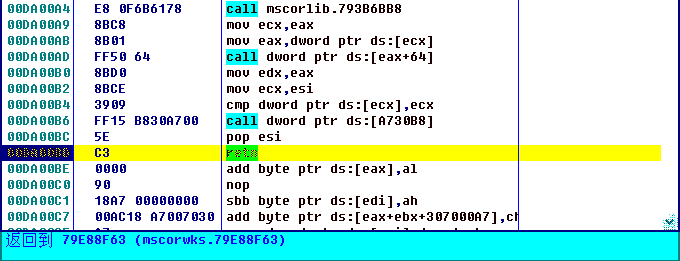 00DA00A4 E8 0F6B6178 call mscorlib.793B6BB8
00DA00A9 8BC8 mov ecx,eax
00DA00AB 8B01 mov eax,dword ptr ds:[ecx]
00DA00AD FF50 64 call dword ptr ds:[eax+64]
00DA00B0 8BD0 mov edx,eax
00DA00B2 8BCE mov ecx,esi
00DA00B4 3909 cmp dword ptr ds:[ecx],ecx
00DA00B6 FF15 B830A700 call dword ptr ds:[A730B8]
00DA00BC 5E pop esi
00DA00BD C3 retn
00DA00BE 0000 add byte ptr ds:[eax],al
00DA00C0 90 nop
00DA00C1 18A7 00000000 sbb byte ptr ds:[edi],ah
00DA00C7 00AC18 A7007030 add byte ptr ds:[eax+ebx+307000A7],ch
返回到 79E88F63 (mscorwks.79E88F63)